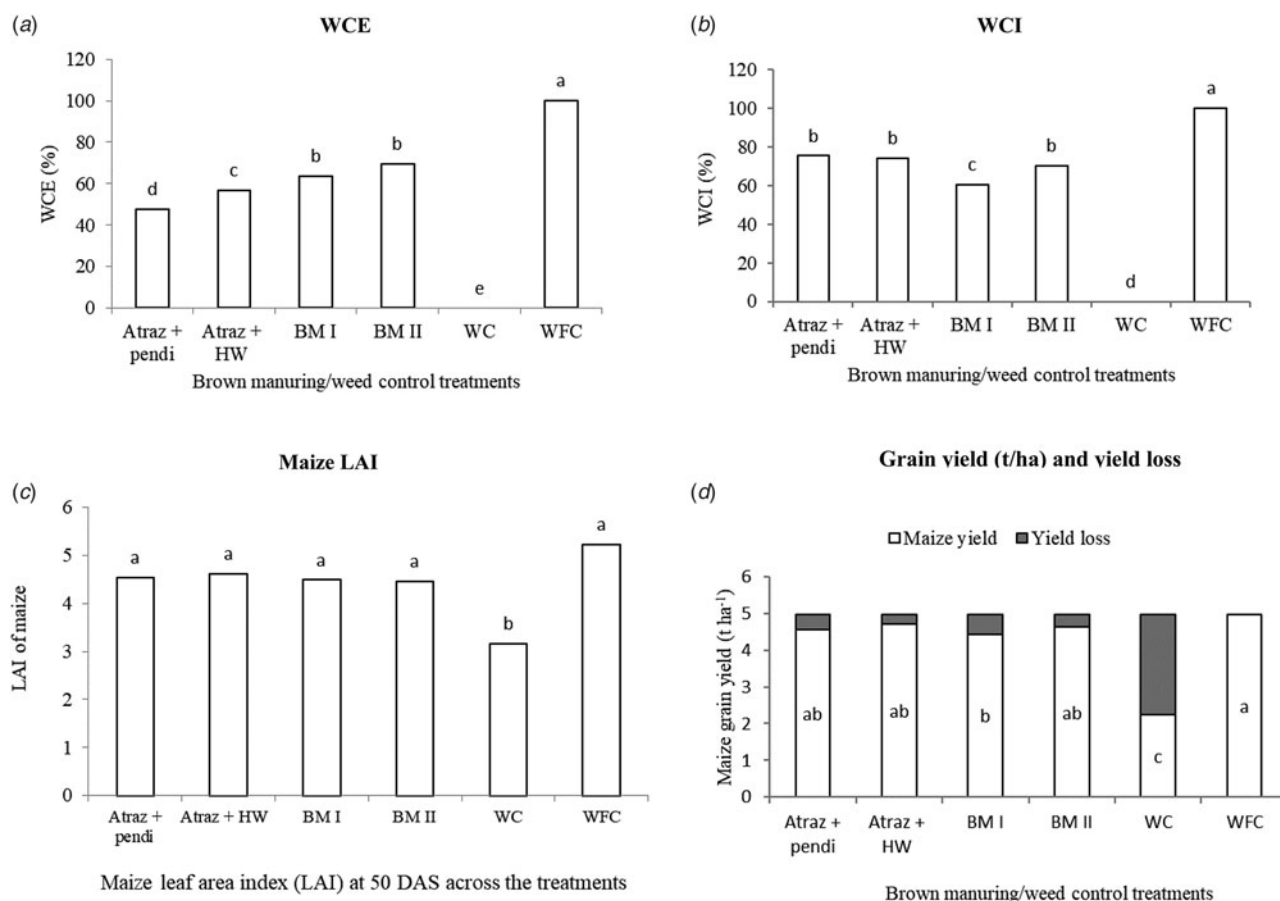 (a)
WCE
120
100
80
60
40
20
0
WCE (%)
d
c
b
b
e
a
Atraz + pendi
Atraz + HW
BM I
BM II
WC
WFC
Brown manuring/weed control treatments
(b)
WCI
120
100
80
60
40
20
0
WCI (%)
b
b
c
b
d
a
Atraz + pendi
Atraz + HW
BM I
BM II
WC
WFC
Brown manuring/weed control treatments
(c)
Maize LAI
6
5
4
3
2
1
0
LAI of maize
a
a
a
a
b
a
Atraz + pendi
Atraz + HW
BM I
BM II
WC
WFC
Maize leaf area index (LAI) at 50 DAS across the treatments
(d)
Grain yield (t/ha) and yield loss
Maize yield
Yield loss
6
5
4
3
2
1
0
Maize grain yield (t ha⁻¹)
ab
ab
b
ab
c
a
Atraz + pendi
Atraz + HW
BM I
BM II
WC
WFC
Brown manuring/weed control treatments